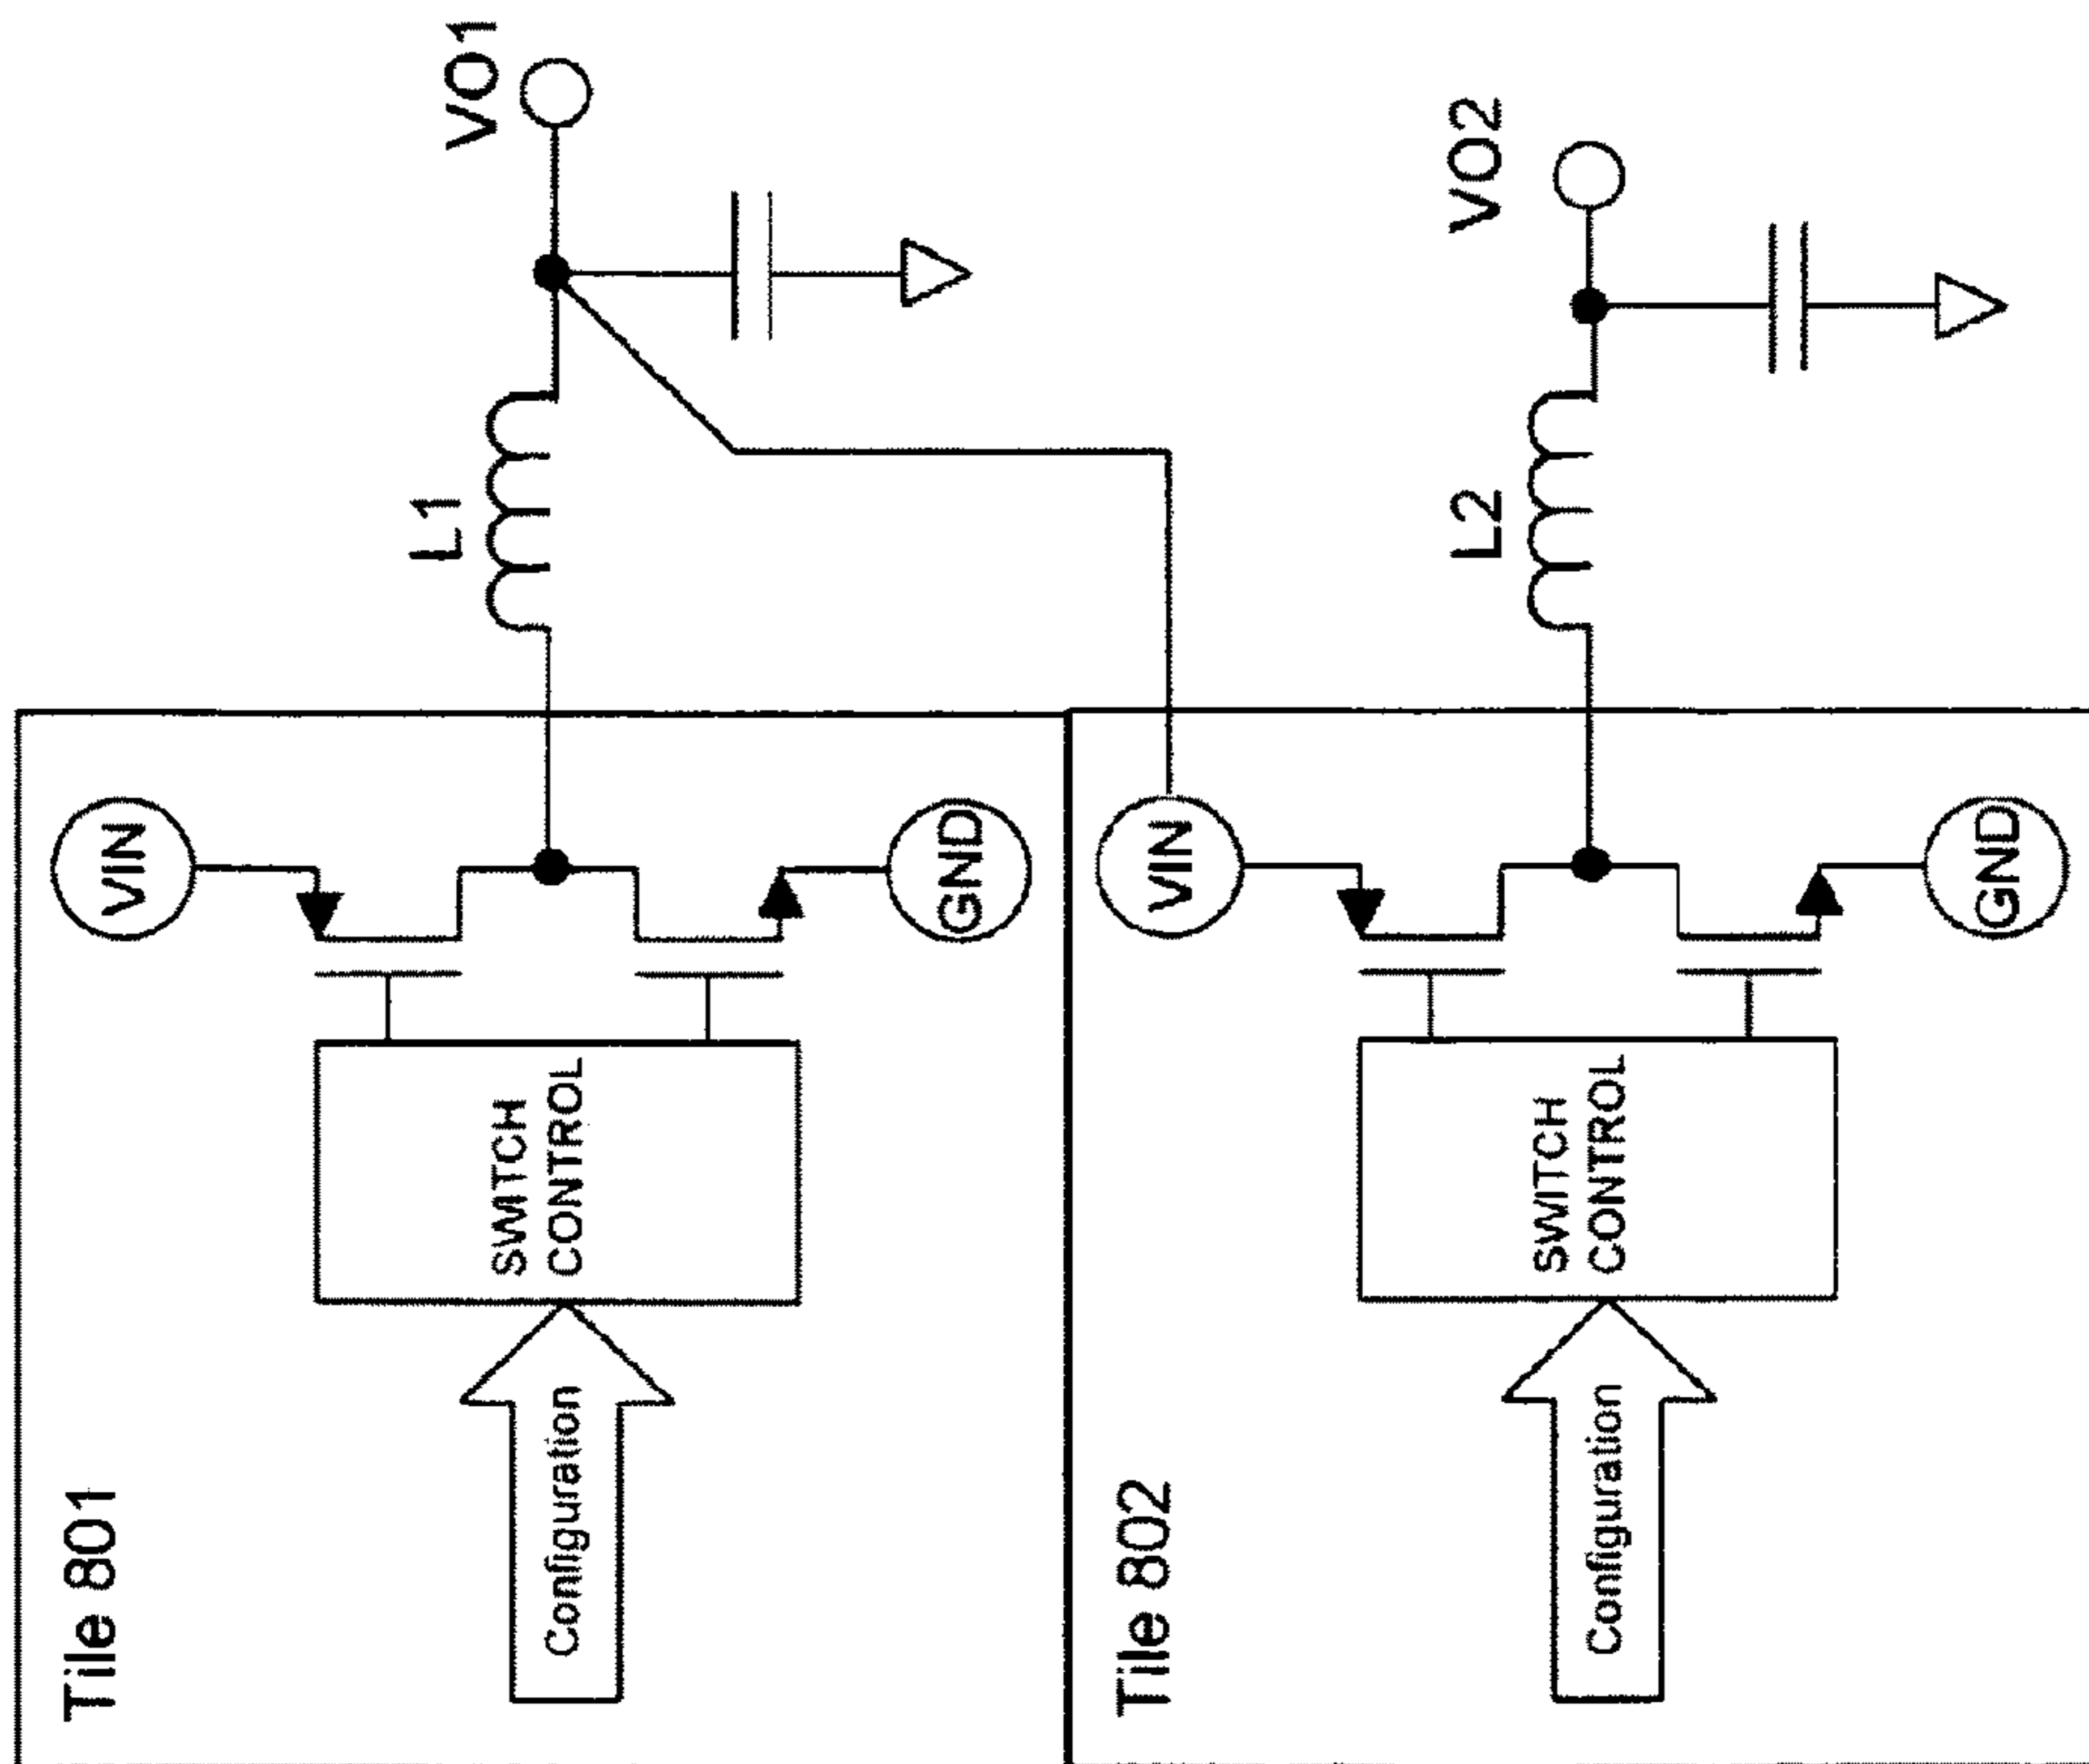 Tile 801
Configuration
SWITCH
CONTROL
VIN
GND
L1
VO1
Tile 802
Configuration
SWITCH
CONTROL
VIN
GND
L2
VO2